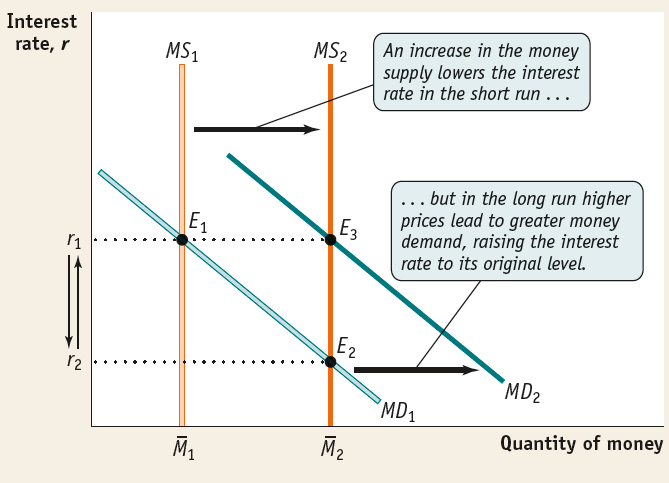 Interest
rate, r
MS₁
MS₂
An increase in the money
supply lowers the interest
rate in the short run ...
... but in the long run higher
prices lead to greater money
demand, raising the interest
rate to its original level.
E₁
E₃
r₁
r₂
E₂
MD₂
MD₁
M̅₁
M̅₂
Quantity of money